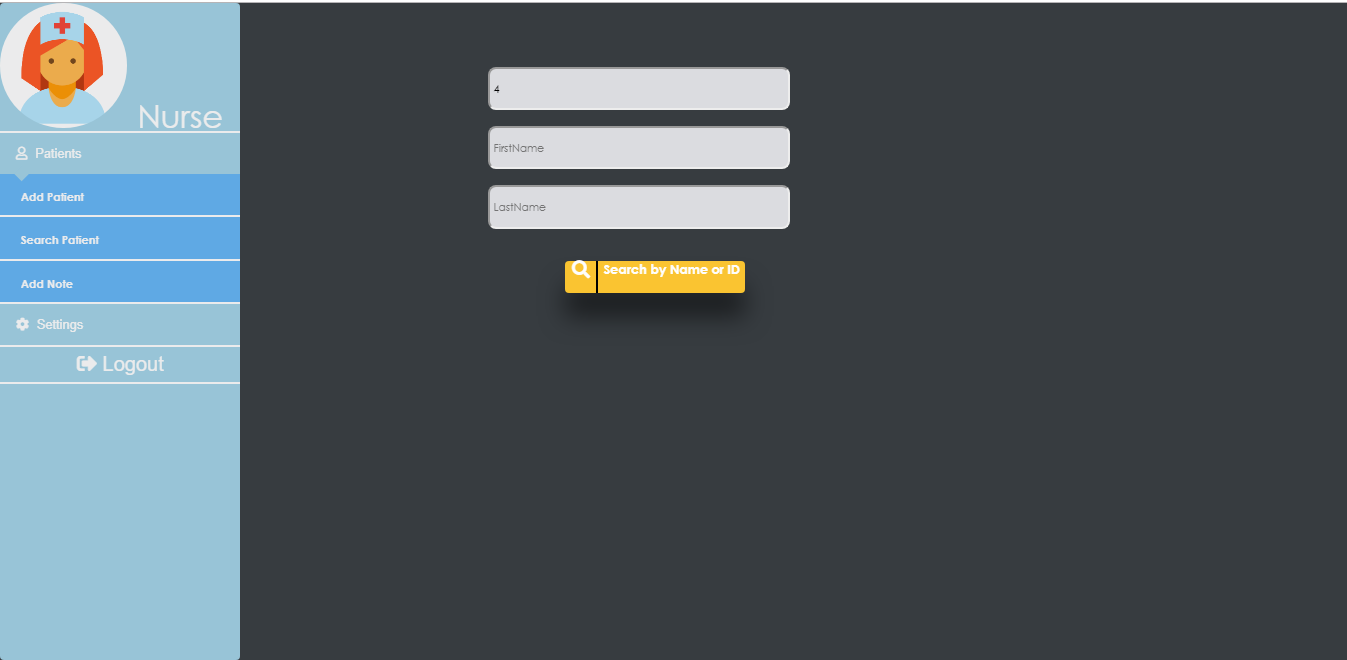 Nurse
Patients
Add Patient
Search Patient
Add Note
Settings
Logout
4
FirstName
LastName
Search by Name or ID